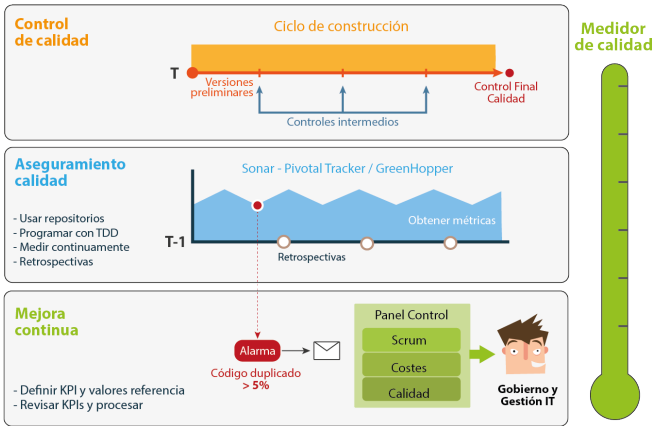 Control
de calidad
Ciclo de construcción
T
Versiones
preliminares
Control Final
Calidad
Controles intermedios
Medidor
de calidad
Aseguramiento
calidad
Sonar - Pivotal Tracker / GreenHopper
- Usar repositorios
- Programar con TDD
- Medir continuamente
- Retrospectivas
Obtener métricas
T-1
Retrospectivas
Mejora
continua
Alarma
Código duplicado
> 5%
Panel Control
Scrum
Costes
Calidad
Gobierno y
Gestión IT
- Definir KPI y valores referencia
- Revisar KPIs y procesar